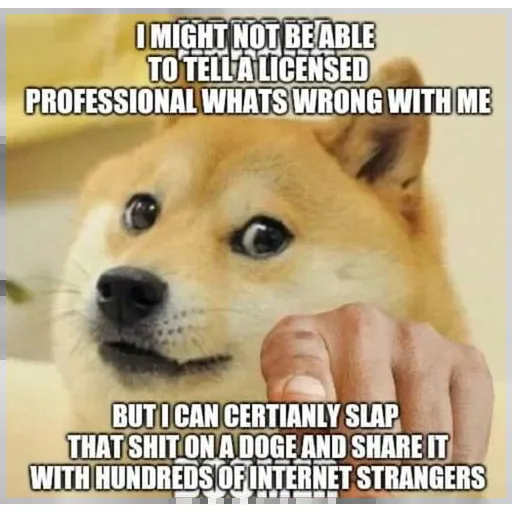 I MIGHT NOT BE ABLE
TO TELL A LICENSED
PROFESSIONAL WHATS WRONG WITH ME
BUT I CAN CERTIANLY SLAP
THAT SHIT ON A DOGE AND SHARE IT
WITH HUNDREDS OF INTERNET STRANGERS